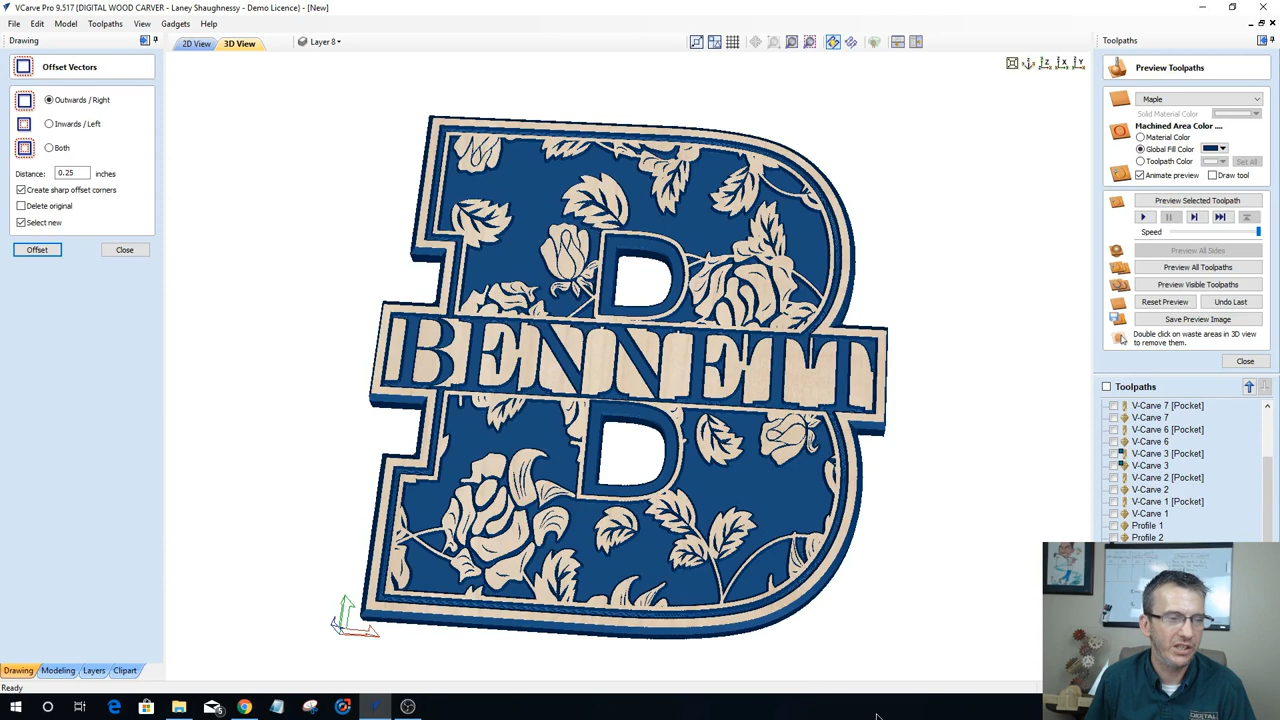 VCarve Pro 9.517 {DIGITAL WOOD CARVER - Laney Shaughnessy - Demo Licence} - [New]
File Edit Model Toolpaths View Gadgets Help
Drawing
2D View 3D View Layer 8
Toolpaths
Offset Vectors
Outwards / Right
Inwards / Left
Both
Distance: 0.25 inches
Create sharp offset corners
Delete original
Select new
Offset Close
BENNETT
Preview Toolpaths
Maple
Solid Material Color
Machined Area Color ....
Material Color
Global Fill Color
Toolpath Color Set All
Animate preview Draw tool
Preview Selected Toolpath
Speed
Preview All Sides
Preview All Toolpaths
Preview Visible Toolpaths
Reset Preview Undo Last
Save Preview Image
Double click on waste areas in 3D view
to remove them.
Close
Toolpaths
V-Carve 7 [Pocket]
V-Carve 7
V-Carve 6 [Pocket]
V-Carve 6
V-Carve 3 [Pocket]
V-Carve 3
V-Carve 2 [Pocket]
V-Carve 2
V-Carve 1 [Pocket]
V-Carve 1
Profile 1
Profile 2
Drawing Modeling Layers Clipart
Ready
DIGITAL